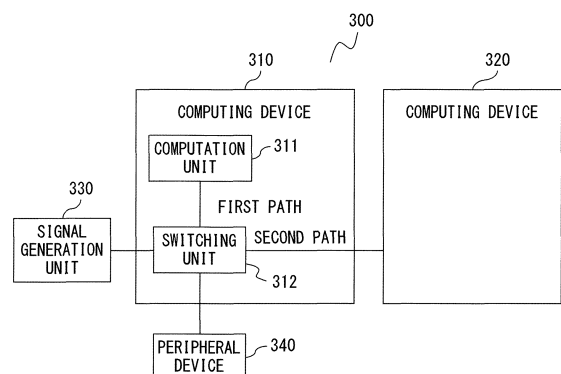 300
310
320
COMPUTING DEVICE
COMPUTING DEVICE
COMPUTATION
UNIT
311
330
FIRST PATH
SIGNAL
GENERATION
UNIT
SWITCHING
UNIT
SECOND PATH
312
PERIPHERAL
DEVICE
340